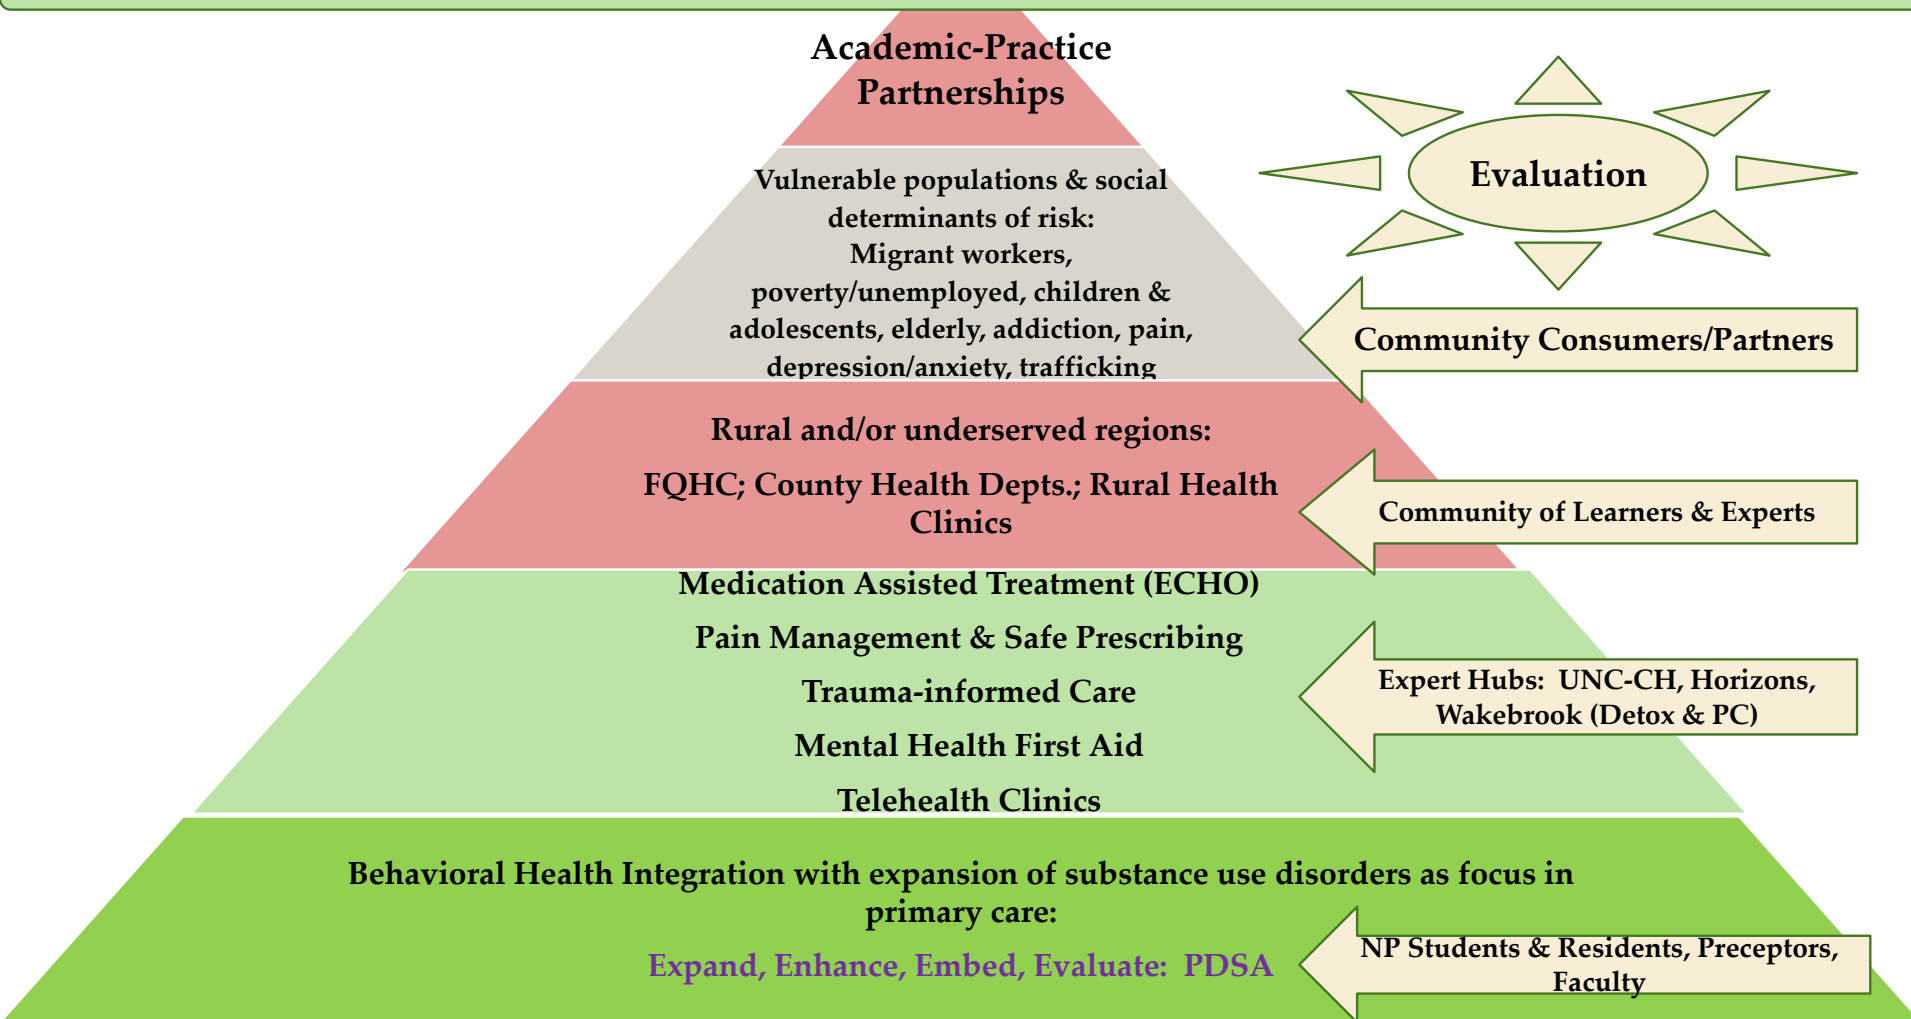 Academic-Practice
Partnerships
Evaluation
Vulnerable populations & social
determinants of risk:
Migrant workers,
poverty/unemployed, children &
adolescents, elderly, addiction, pain,
depression/anxiety, trafficking
Community Consumers/Partners
Rural and/or underserved regions:
FQHC; County Health Depts.; Rural Health
Clinics
Community of Learners & Experts
Medication Assisted Treatment (ECHO)
Pain Management & Safe Prescribing
Trauma-informed Care
Mental Health First Aid
Telehealth Clinics
Expert Hubs:  UNC-CH, Horizons,
Wakebrook (Detox & PC)
Behavioral Health Integration with expansion of substance use disorders as focus in
primary care:
Expand, Enhance, Embed, Evaluate:  PDSA
NP Students & Residents, Preceptors,
Faculty